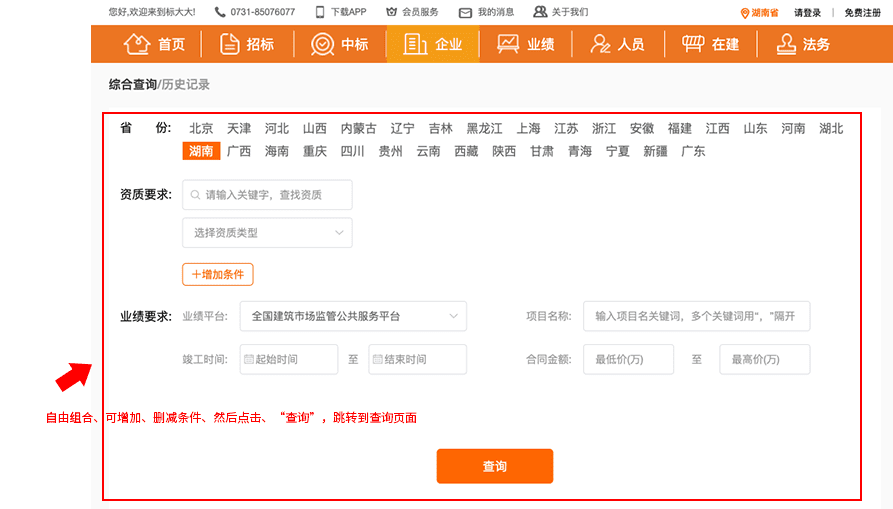 您好,欢迎来到标大大! 0731-85076077 下载APP 会员服务 我的消息 关于我们 湖南省 请登录 | 免费注册
首页 招标 中标 企业 业绩 人员 在建 法务
综合查询/历史记录
省 份: 北京 天津 河北 山西 内蒙古 辽宁 吉林 黑龙江 上海 江苏 浙江 安徽 福建 江西 山东 河南 湖北
湖南 广西 海南 重庆 四川 贵州 云南 西藏 陕西 甘肃 青海 宁夏 新疆 广东
资质要求: 请输入关键字，查找资质
选择资质类型
+增加条件
业绩要求: 业绩平台: 全国建筑市场监管公共服务平台 项目名称: 输入项目名关键词，多个关键词用“，”隔开
竣工时间: 起始时间 至 结束时间 合同金额: 最低价(万) 至 最高价(万)
自由组合、可增加、删减条件、然后点击、“查询”，跳转到查询页面
查询